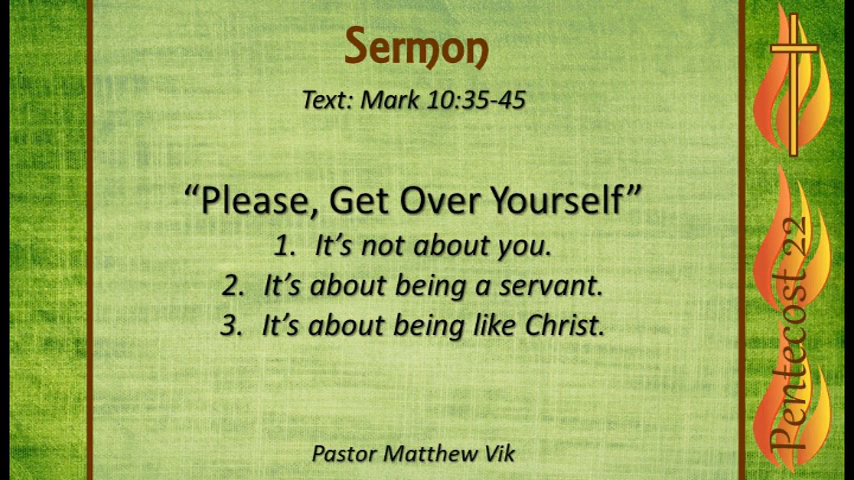 Sermon
Text: Mark 10:35-45
“Please, Get Over Yourself”
1. It’s not about you.
2. It’s about being a servant.
3. It’s about being like Christ.
Pastor Matthew Vik
Pentecost 22